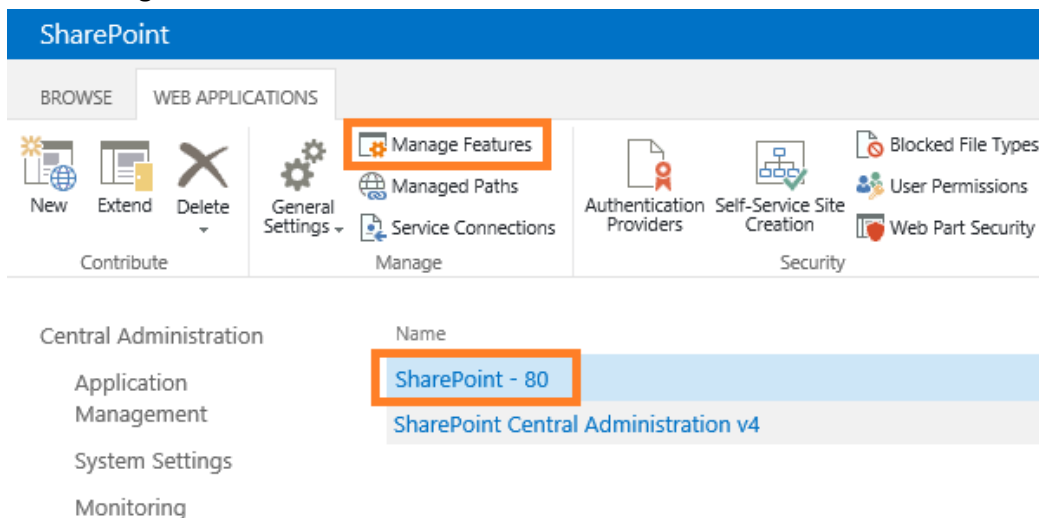 SharePoint
BROWSE WEB APPLICATIONS
New
Extend
Delete
Contribute
General
Settings
Manage Features
Managed Paths
Service Connections
Manage
Authentication
Providers
Self-Service Site
Creation
Blocked File Types
User Permissions
Web Part Security
Security
Central Administration
Application
Management
System Settings
Monitoring
Name
SharePoint - 80
SharePoint Central Administration v4